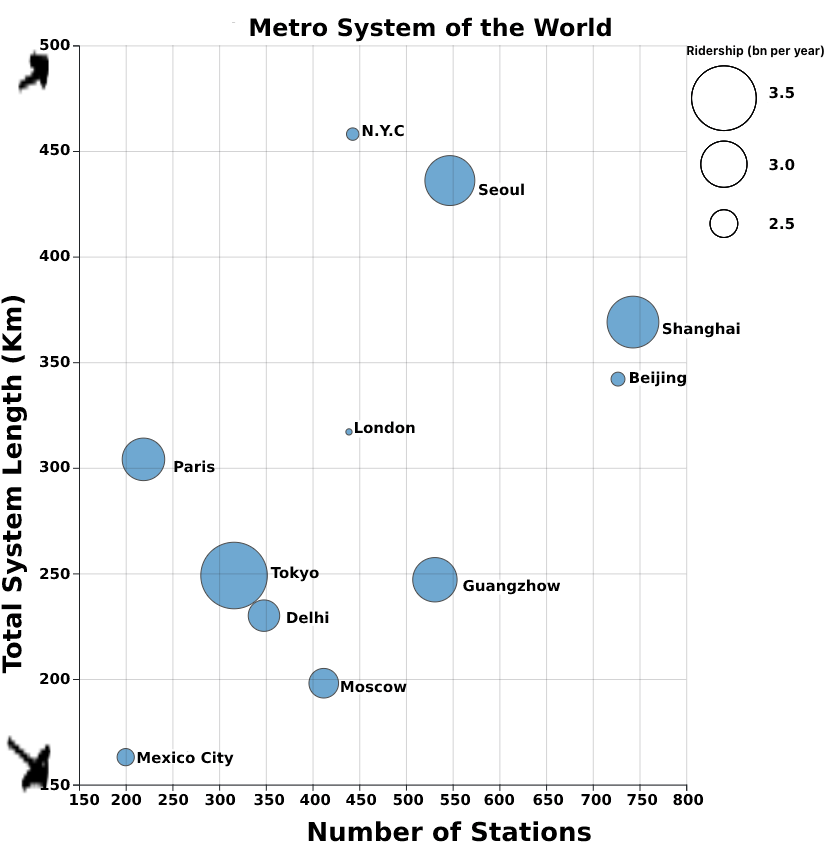 Metro System of the World
Ridership (bn per year)
3.5
3.0
2.5
Total System Length (Km)
500
450
400
350
300
250
200
150
N.Y.C
Seoul
Shanghai
Beijing
London
Paris
Tokyo
Guangzhow
Delhi
Moscow
Mexico City
150 200 250 300 350 400 450 500 550 600 650 700 750 800
Number of Stations